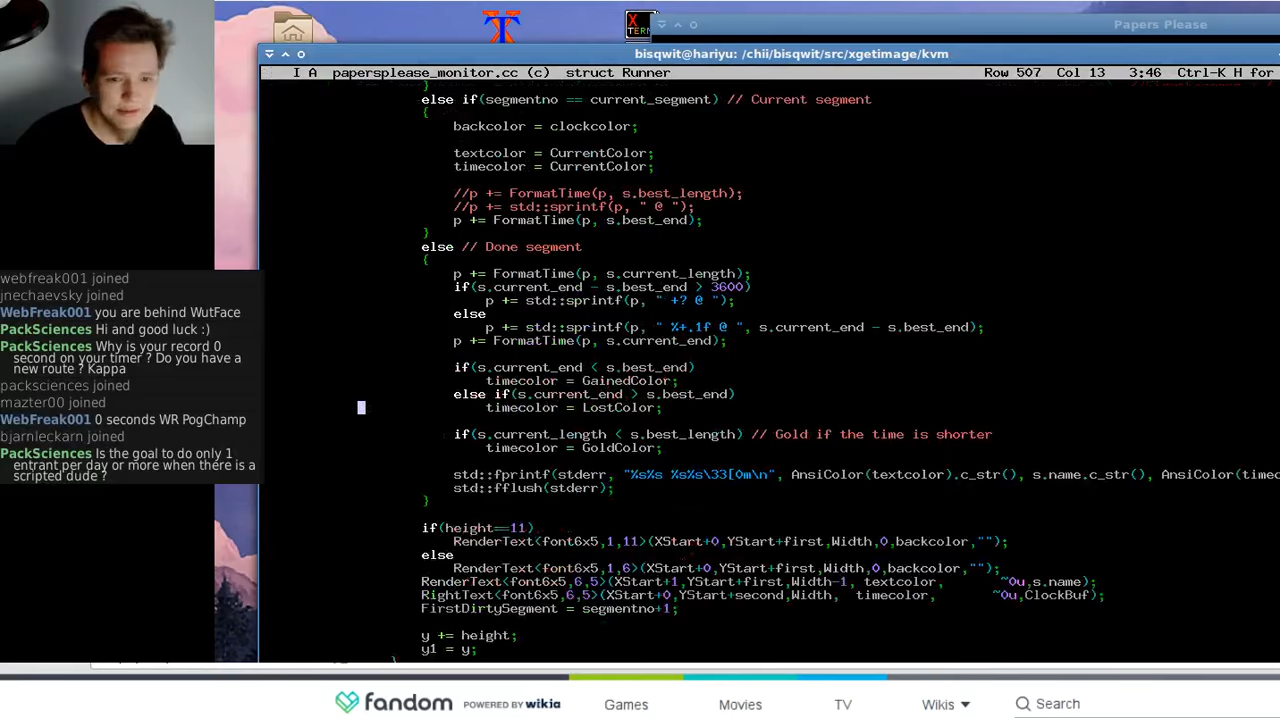 Papers Please
bisqwit@hariyu: /chii/bisqwit/src/xgetimage/kvm
I A papersplease_monitor.cc (c) struct Runner Row 507 Col 13 3:46 Ctrl-K H for
}
else if(segmentno == current_segment) // Current segment
{
backcolor = clockcolor;
textcolor = CurrentColor;
timecolor = CurrentColor;
//p += FormatTime(p, s.best_length);
//p += std::sprintf(p, " @ ");
p += FormatTime(p, s.best_end);
}
else // Done segment
{
p += FormatTime(p, s.current_length);
if(s.current_end - s.best_end > 3600)
p += std::sprintf(p, " +? @ ");
else
p += std::sprintf(p, " %+.1f @ ", s.current_end - s.best_end);
p += FormatTime(p, s.current_end);
if(s.current_end < s.best_end)
timecolor = GainedColor;
else if(s.current_end > s.best_end)
timecolor = LostColor;
if(s.current_length < s.best_length) // Gold if the time is shorter
timecolor = GoldColor;
std::fprintf(stderr, "%s%s %s%s\33[0m\n", AnsiColor(textcolor).c_str(), s.name.c_str(), AnsiColor(timec
std::fflush(stderr);
}
if(height==11)
RenderText<font6x5,1,11>(XStart+0,YStart+first,Width,0,backcolor,"");
else
RenderText<font6x5,1,6>(XStart+0,YStart+first,Width,0,backcolor,"");
RenderText<font6x5,6,5>(XStart+1,YStart+first,Width-1, textcolor, ~0u,s.name);
RightText<font6x5,6,5>(XStart+0,YStart+second,Width, timecolor, ~0u,ClockBuf);
FirstDirtySegment = segmentno+1;
y += height;
y1 = y;
}
webfreak001 joined
jnechaevsky joined
WebFreak001 you are behind WutFace
PackSciences Hi and good luck :)
PackSciences Why is your record 0
second on your timer ? Do you have a
new route ? Kappa
packsciences joined
mazter00 joined
WebFreak001 0 seconds WR PogChamp
bjarnleckarn joined
PackSciences Is the goal to do only 1
entrant per day or more when there is a
scripted dude ?
fandom POWERED BY wikia Games Movies TV Wikis Search